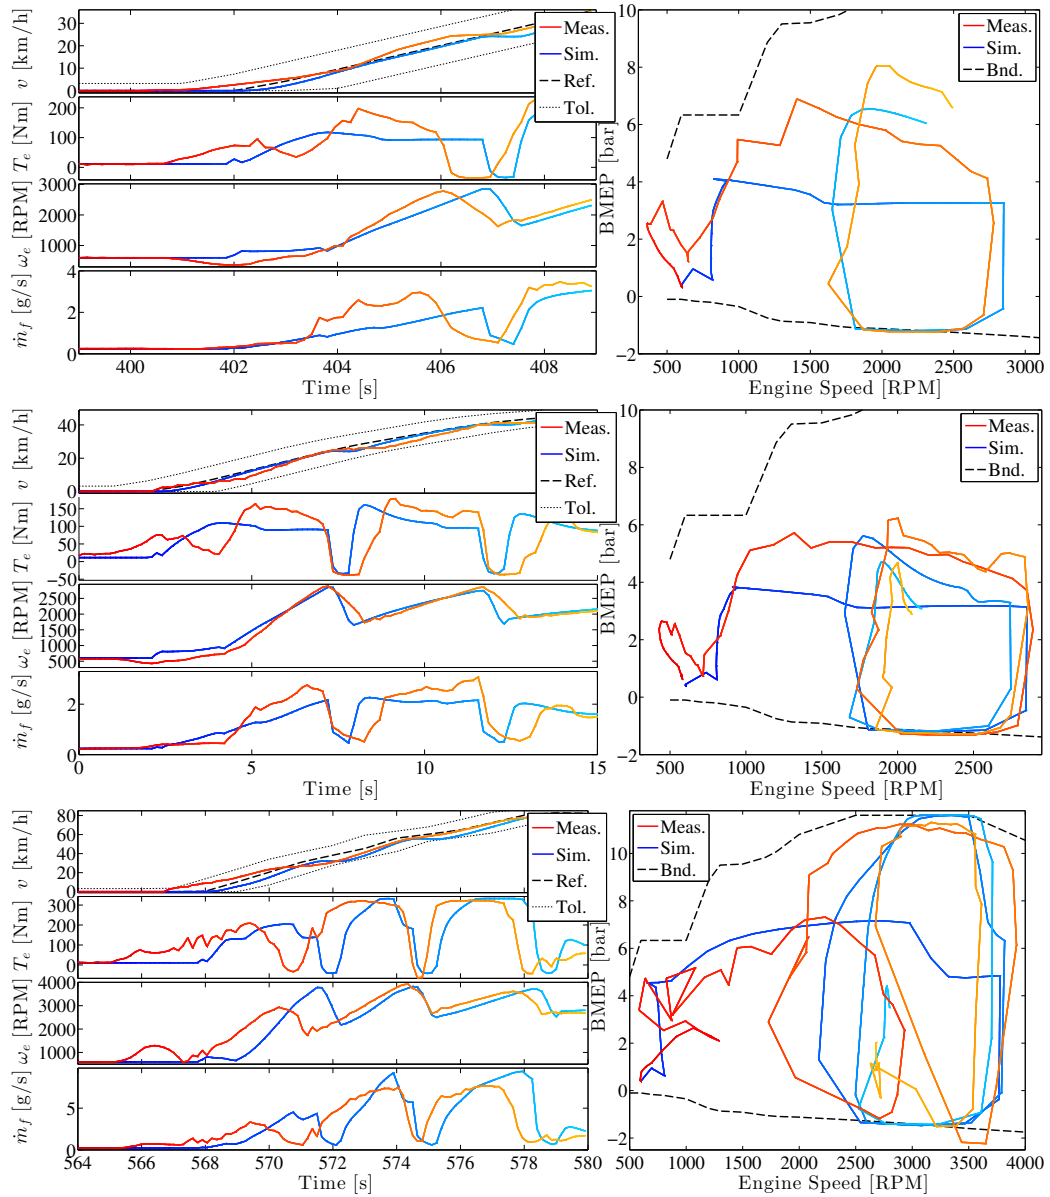 v [km/h]
30
20
10
0
Meas.
Sim.
Ref.
Tol.
T_e [Nm]
200
100
0
ω_e [RPM]
3000
2000
1000
ṁ_f [g/s]
4
2
0
400 402 404 406 408
Time [s]
BMEP [bar]
10
8
6
4
2
0
−2
Meas.
Sim.
Bnd.
500 1000 1500 2000 2500 3000
Engine Speed [RPM]
v [km/h]
40
20
0
Meas.
Sim.
Ref.
Tol.
T_e [Nm]
150
100
50
0
−50
ω_e [RPM]
2500
2000
1500
1000
500
ṁ_f [g/s]
2
0
0 5 10 15
Time [s]
BMEP [bar]
10
8
6
4
2
0
−2
Meas.
Sim.
Bnd.
500 1000 1500 2000 2500
Engine Speed [RPM]
v [km/h]
80
60
40
20
0
Meas.
Sim.
Ref.
Tol.
T_e [Nm]
300
200
100
0
ω_e [RPM]
4000
3000
2000
1000
ṁ_f [g/s]
5
0
564 566 568 570 572 574 576 578 580
Time [s]
BMEP [bar]
10
8
6
4
2
0
−2
Meas.
Sim.
Bnd.
500 1000 1500 2000 2500 3000 3500 4000
Engine Speed [RPM]